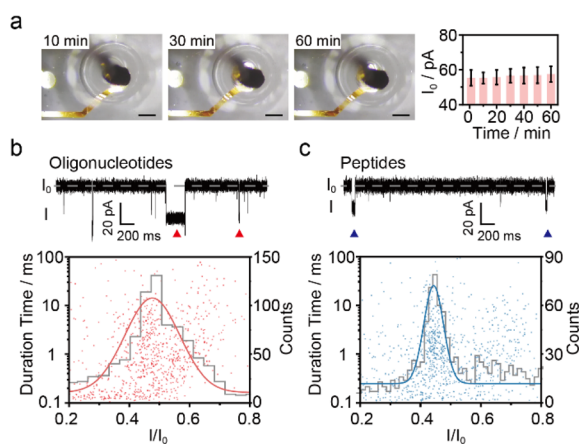 a
10 min
30 min
60 min
I₀ / pA
80
60
40
0 10 20 30 40 50 60
Time / min
b
Oligonucleotides
I₀
I
20 pA
200 ms
Duration Time / ms
100
10
1
0.1
150
100
50
0
Counts
0.2 0.4 0.6 0.8
I/I₀
c
Peptides
I₀
I
20 pA
200 ms
Duration Time / ms
100
10
1
0.1
90
60
30
0
Counts
0.2 0.4 0.6 0.8
I/I₀